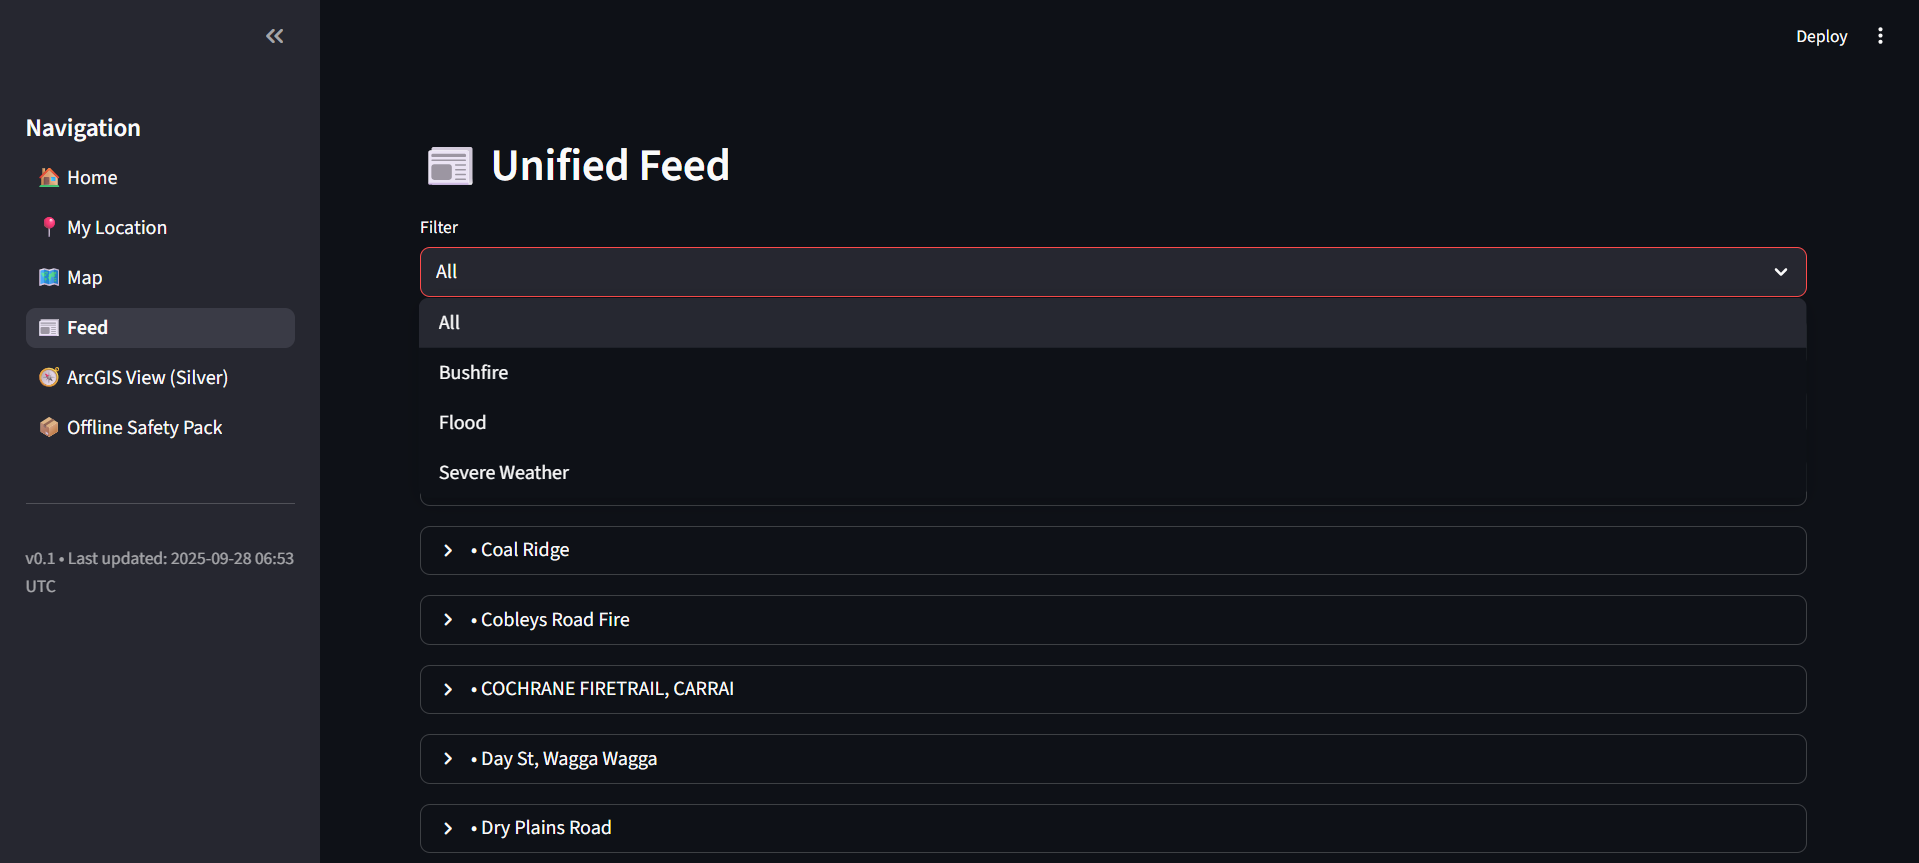 Deploy
Navigation
Home
My Location
Map
Feed
ArcGIS View (Silver)
Offline Safety Pack
v0.1 • Last updated: 2025-09-28 06:53
UTC
Unified Feed
Filter
All
All
Bushfire
Flood
Severe Weather
• Coal Ridge
• Cobleys Road Fire
• COCHRANE FIRETRAIL, CARRAI
• Day St, Wagga Wagga
• Dry Plains Road